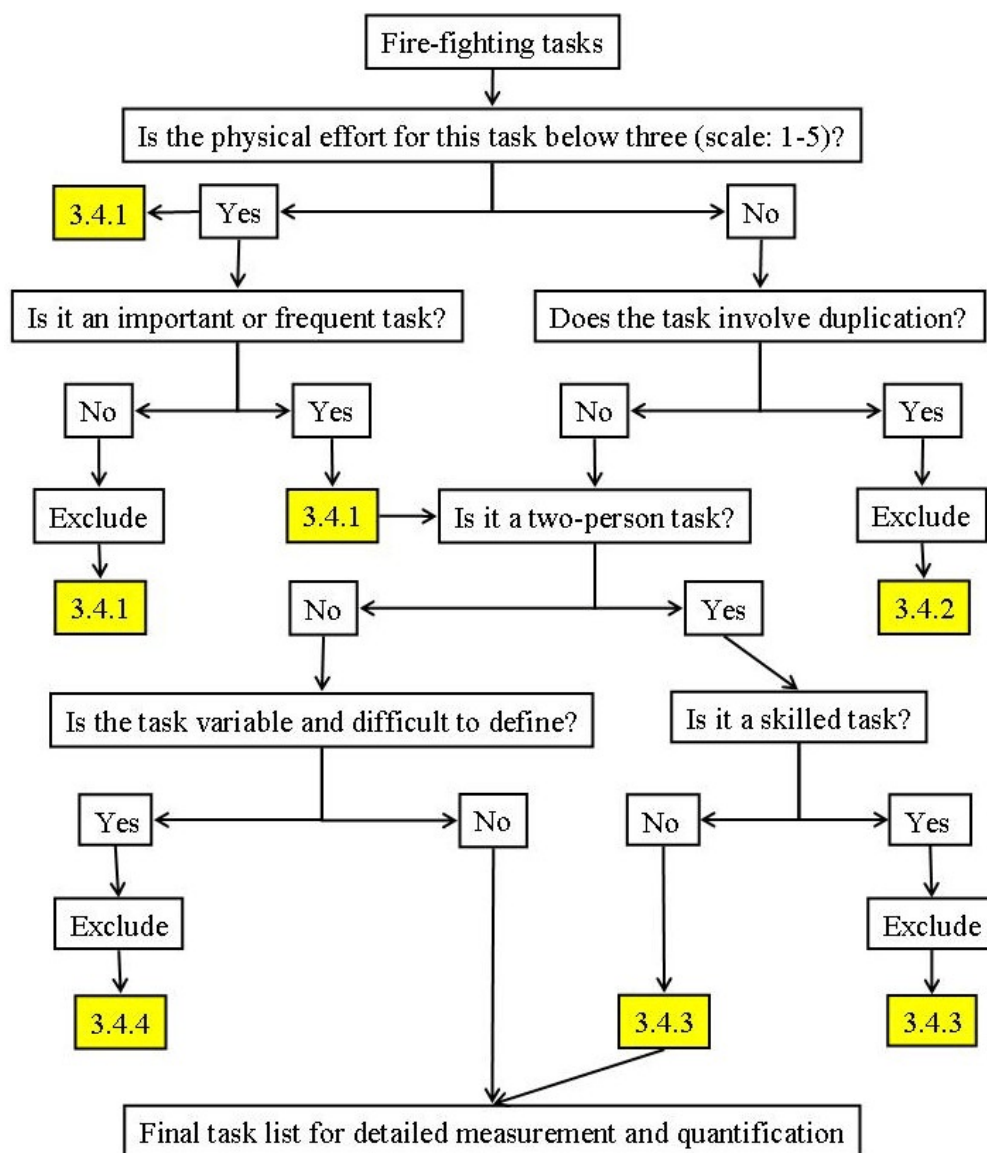 Fire-fighting tasks
Is the physical effort for this task below three (scale: 1-5)?
3.4.1
Yes
No
Is it an important or frequent task?
Does the task involve duplication?
No
Yes
No
Yes
Exclude
3.4.1
Is it a two-person task?
Exclude
3.4.1
No
Yes
3.4.2
Is the task variable and difficult to define?
Is it a skilled task?
Yes
No
No
Yes
Exclude
Exclude
3.4.4
3.4.3
3.4.3
Final task list for detailed measurement and quantification